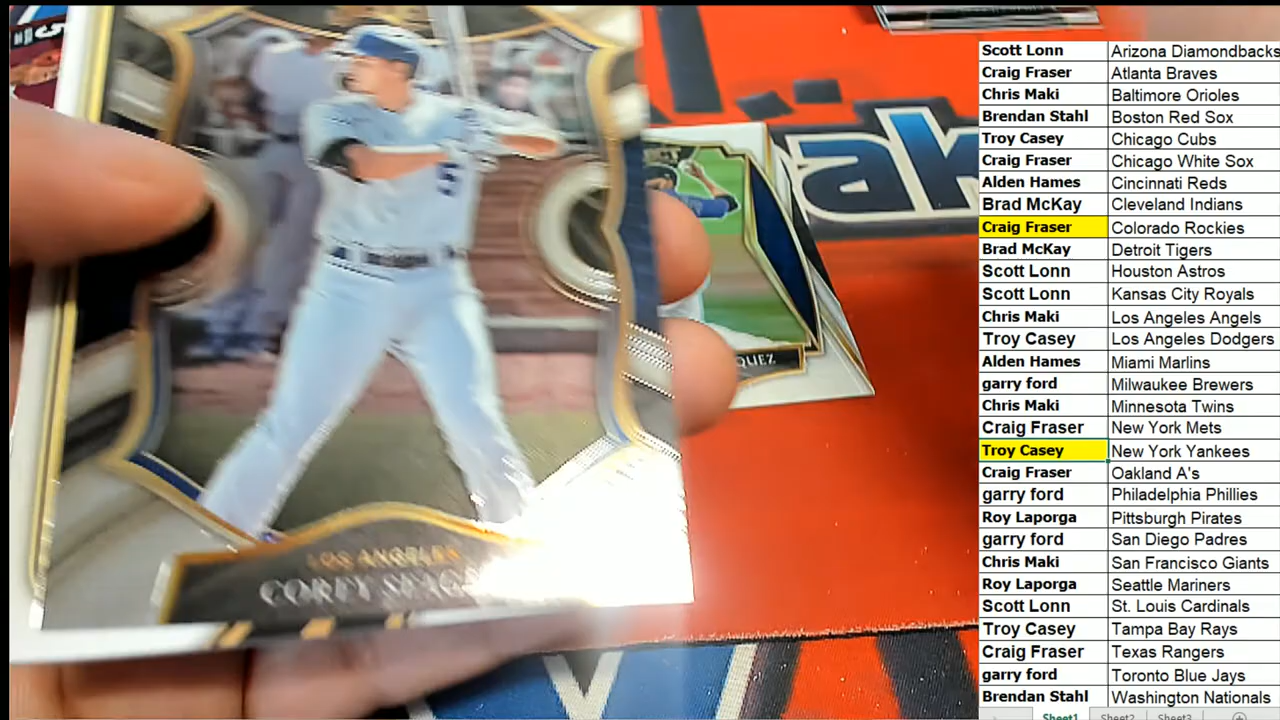 5
LOS ANGELES
COREY SEAG
QUEZ
Scott Lonn Arizona Diamondbacks
Craig Fraser Atlanta Braves
Chris Maki Baltimore Orioles
Brendan Stahl Boston Red Sox
Troy Casey Chicago Cubs
Craig Fraser Chicago White Sox
Alden Hames Cincinnati Reds
Brad McKay Cleveland Indians
Craig Fraser Colorado Rockies
Brad McKay Detroit Tigers
Scott Lonn Houston Astros
Scott Lonn Kansas City Royals
Chris Maki Los Angeles Angels
Troy Casey Los Angeles Dodgers
Alden Hames Miami Marlins
garry ford Milwaukee Brewers
Chris Maki Minnesota Twins
Craig Fraser New York Mets
Troy Casey New York Yankees
Craig Fraser Oakland A's
garry ford Philadelphia Phillies
Roy Laporga Pittsburgh Pirates
garry ford San Diego Padres
Chris Maki San Francisco Giants
Roy Laporga Seattle Mariners
Scott Lonn St. Louis Cardinals
Troy Casey Tampa Bay Rays
Craig Fraser Texas Rangers
garry ford Toronto Blue Jays
Brendan Stahl Washington Nationals
Sheet1 Sheet2 Sheet3